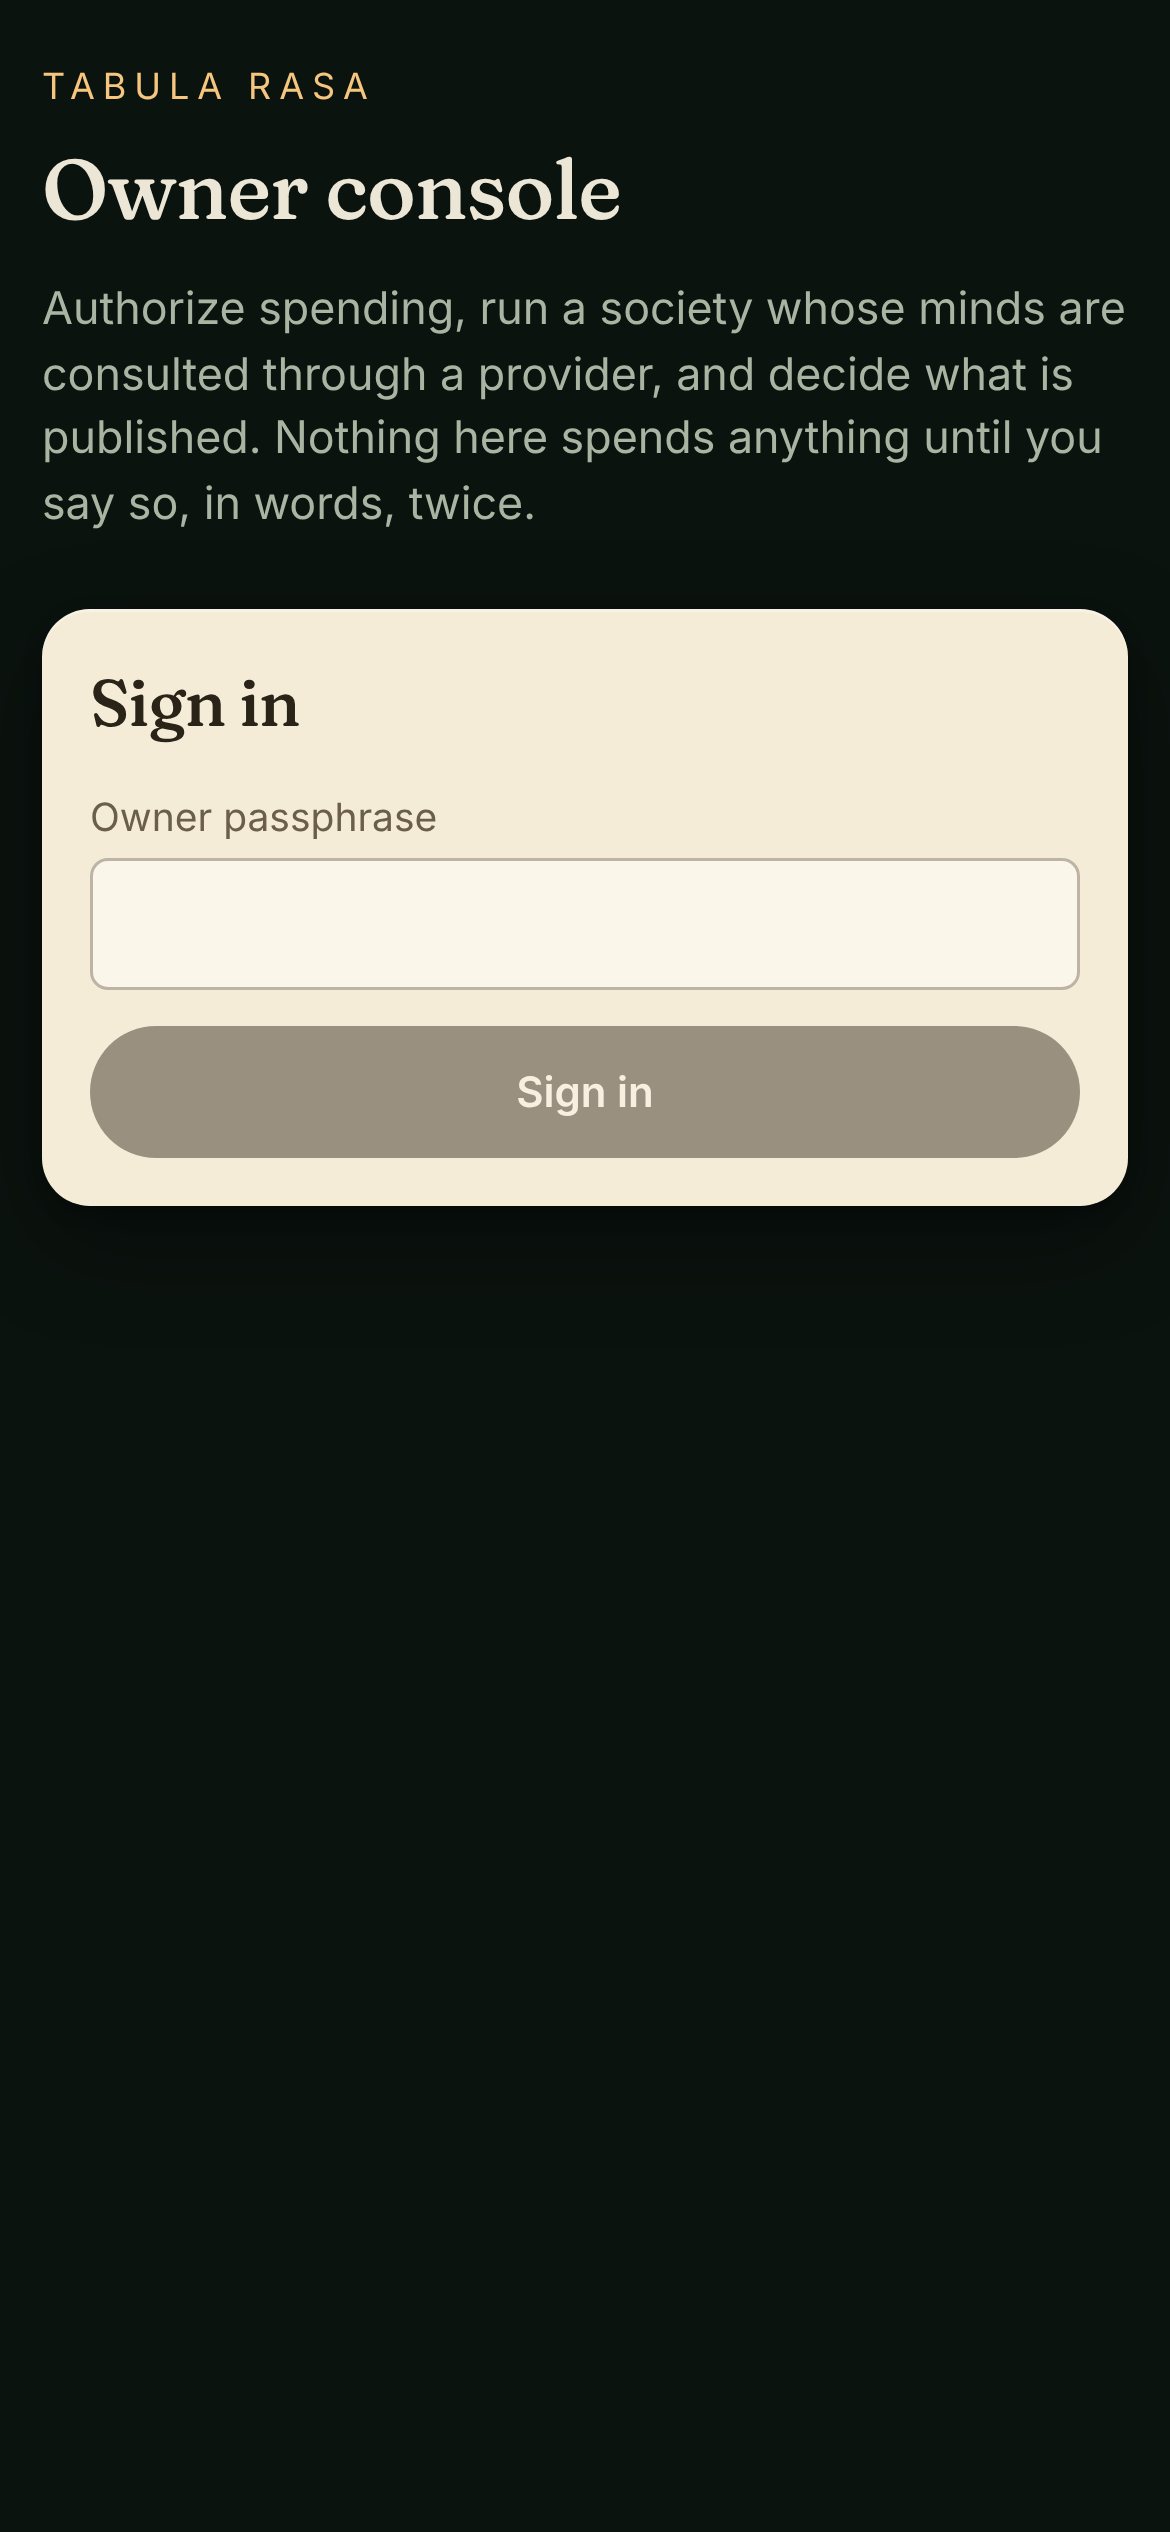 TABULA RASA
Owner console
Authorize spending, run a society whose minds are
consulted through a provider, and decide what is
published. Nothing here spends anything until you
say so, in words, twice.
Sign in
Owner passphrase
Sign in